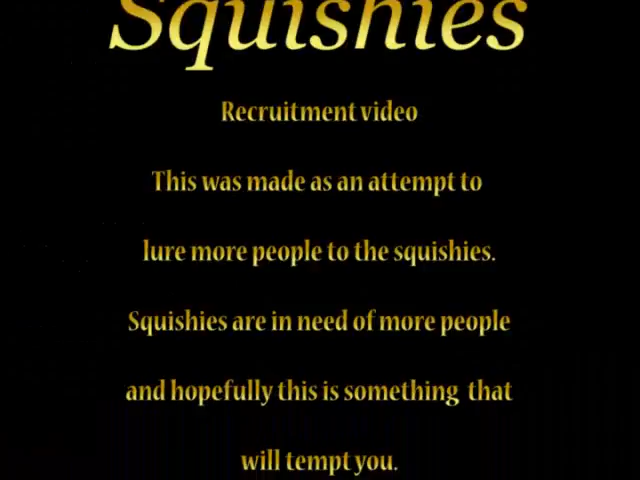 Squishies
Recruitment video
This was made as an attempt to
lure more people to the squishies.
Squishies are in need of more people
and hopefully this is something that
will tempt you.